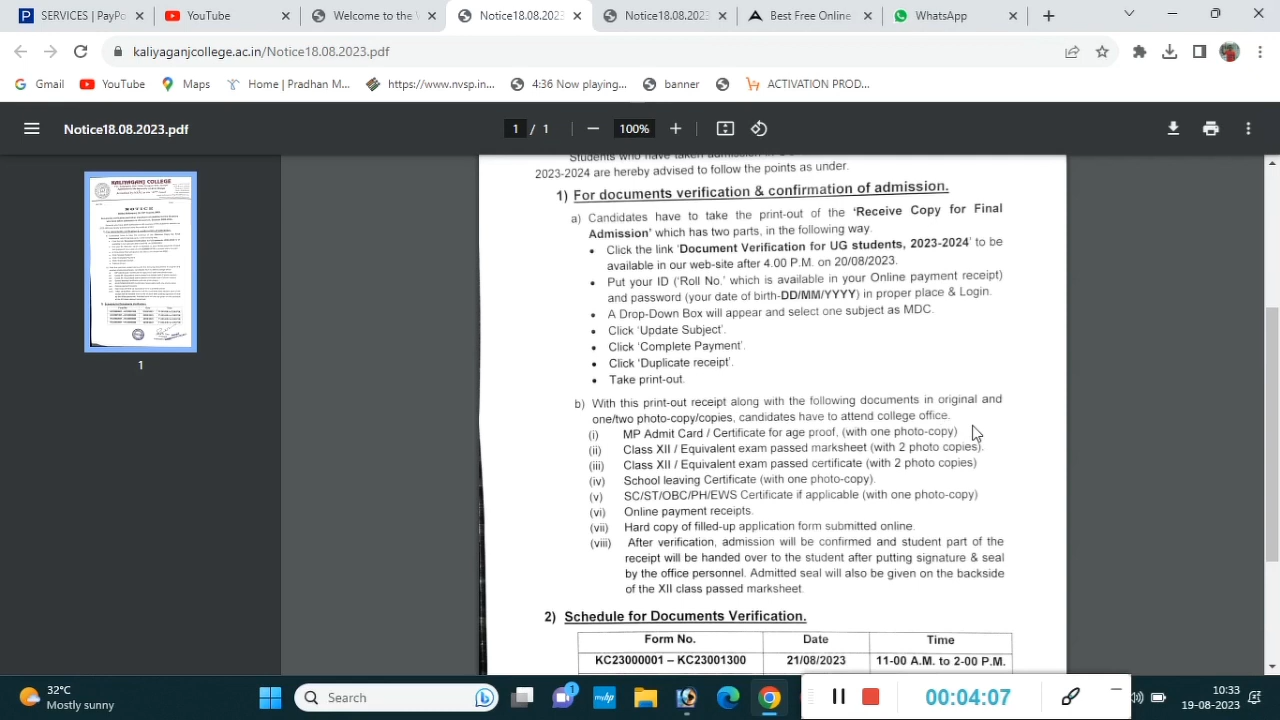 SERVICES | PayPo
YouTube
Welcome to the
Notice18.08.2023
Notice18.08.2023
Best Free Online
WhatsApp
kaliyaganjcollege.ac.in/Notice18.08.2023.pdf
Gmail
YouTube
Maps
Home | Pradhan M...
https://www.nvsp.in...
4:36 Now playing...
banner
ACTIVATION PROD...
Notice18.08.2023.pdf
1 / 1
100%
KALIYAGANJ COLLEGE
NOTICE
1
Students who have taken admission in
2023-2024 are hereby advised to follow the points as under.
1) For documents verification & confirmation of admission.
a) Candidates have to take the print-out of the 'Receive Copy for Final
Admission' which has two parts, in the following way.
• Click the link 'Document Verification for UG students, 2023-2024' to be
available in our web-site after 4.00 P.M. on 20/08/2023.
• Put your ID ('Roll No.' which is available in your Online payment receipt)
and password (your date of birth-DD/MM/YYYY) in proper place & Login.
• A Drop-Down Box will appear and select one subject as MDC.
• Click 'Update Subject'.
• Click 'Complete Payment'.
• Click 'Duplicate receipt'.
• Take print-out.
b) With this print-out receipt along with the following documents in original and
one/two photo-copy/copies, candidates have to attend college office.
(i) MP Admit Card / Certificate for age proof, (with one photo-copy)
(ii) Class XII / Equivalent exam passed marksheet (with 2 photo copies).
(iii) Class XII / Equivalent exam passed certificate (with 2 photo copies)
(iv) School leaving Certificate (with one photo-copy).
(v) SC/ST/OBC/PH/EWS Certificate if applicable (with one photo-copy)
(vi) Online payment receipts.
(vii) Hard copy of filled-up application form submitted online.
(viii) After verification, admission will be confirmed and student part of the
receipt will be handed over to the student after putting signature & seal
by the office personnel. Admitted seal will also be given on the backside
of the XII class passed marksheet.
2) Schedule for Documents Verification.
Form No. Date Time
KC23000001 – KC23001300 21/08/2023 11-00 A.M. to 2-00 P.M.
32°C
Mostly sunny
Search
1
00:04:07
10:33
19-08-2023